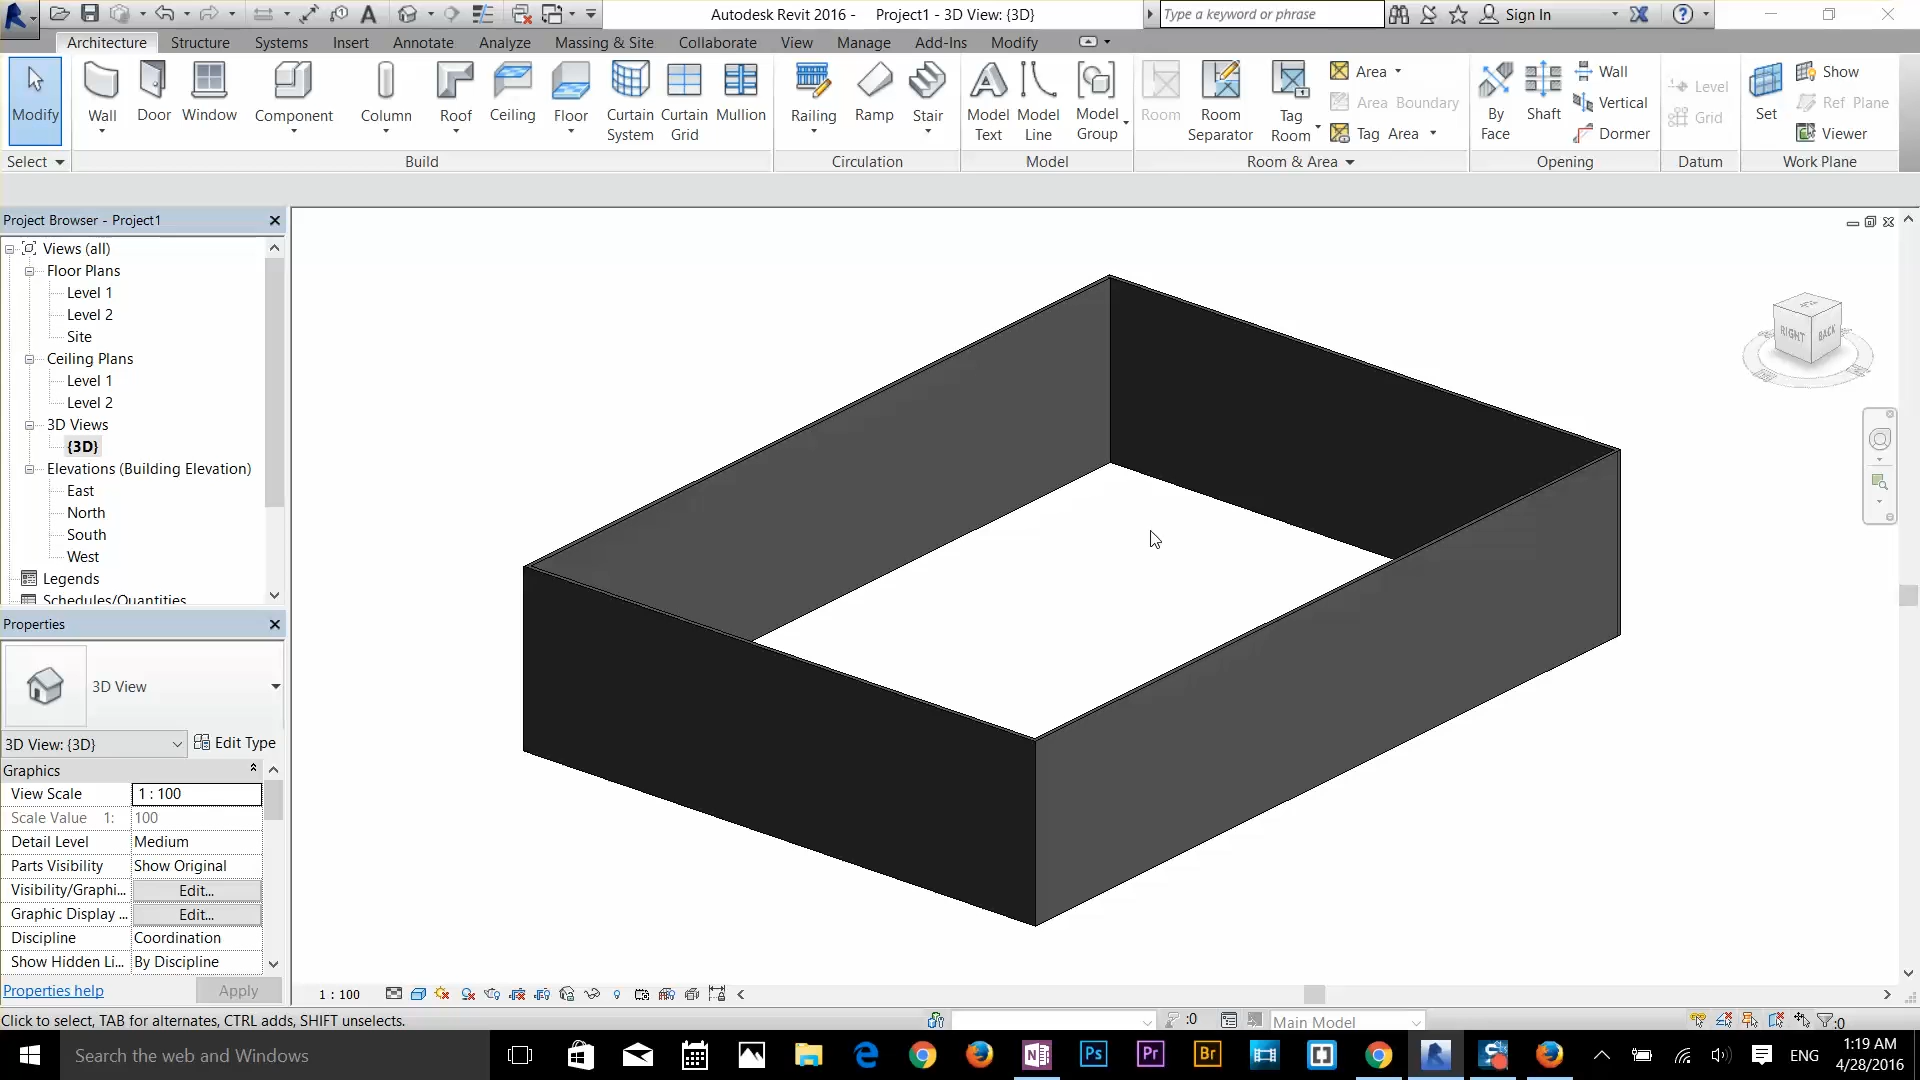 Autodesk Revit 2016 -     Project1 - 3D View: {3D}
Type a keyword or phrase
Sign In
Architecture
Structure
Systems
Insert
Annotate
Analyze
Massing & Site
Collaborate
View
Manage
Add-Ins
Modify
Modify
Wall
Door
Window
Component
Column
Roof
Ceiling
Floor
Curtain System
Curtain Grid
Mullion
Railing
Ramp
Stair
Model Text
Model Line
Model Group
Room
Room Separator
Tag Room
Area
Area Boundary
Tag Area
By Face
Shaft
Wall
Vertical
Dormer
Level
Grid
Set
Show
Ref Plane
Viewer
Select
Build
Circulation
Model
Room & Area
Opening
Datum
Work Plane
Project Browser - Project1
Views (all)
Floor Plans
Level 1
Level 2
Site
Ceiling Plans
Level 1
Level 2
3D Views
{3D}
Elevations (Building Elevation)
East
North
South
West
Legends
Schedules/Quantities
RIGHT
BACK
Properties
3D View
3D View: {3D}
Edit Type
Graphics
View Scale
1 : 100
Scale Value    1:
100
Detail Level
Medium
Parts Visibility
Show Original
Visibility/Graphi...
Edit...
Graphic Display ...
Edit...
Discipline
Coordination
Show Hidden Li...
By Discipline
Properties help
Apply
1 : 100
Click to select, TAB for alternates, CTRL adds, SHIFT unselects.
:0
Main Model
:0
Search the web and Windows
Ps
Pr
Br
ENG
1:19 AM
4/28/2016